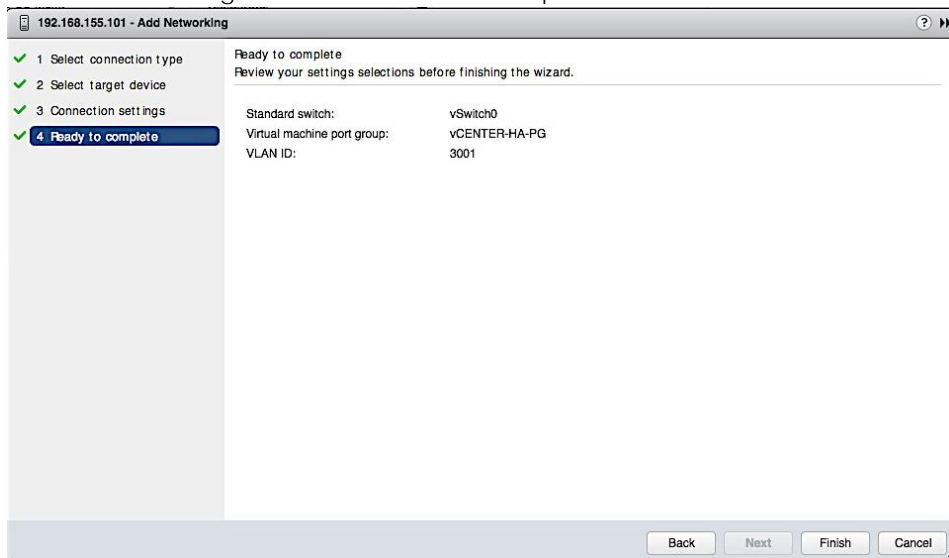 192.168.155.101 - Add Networking
?
1 Select connection type
2 Select target device
3 Connection settings
4 Ready to complete
Ready to complete
Review your settings selections before finishing the wizard.
Standard switch: vSwitch0
Virtual machine port group: vCENTER-HA-PG
VLAN ID: 3001
Back Next Finish Cancel